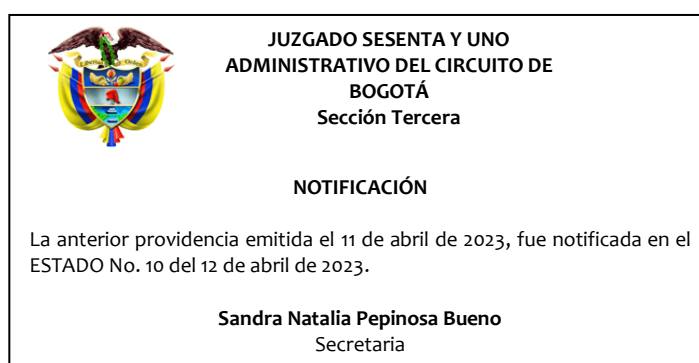 JUZGADO SESENTA Y UNO
ADMINISTRATIVO DEL CIRCUITO DE
BOGOTÁ
Sección Tercera
NOTIFICACIÓN
La anterior providencia emitida el 11 de abril de 2023, fue notificada en el
ESTADO No. 10 del 12 de abril de 2023.
Sandra Natalia Pepinosa Bueno
Secretaria